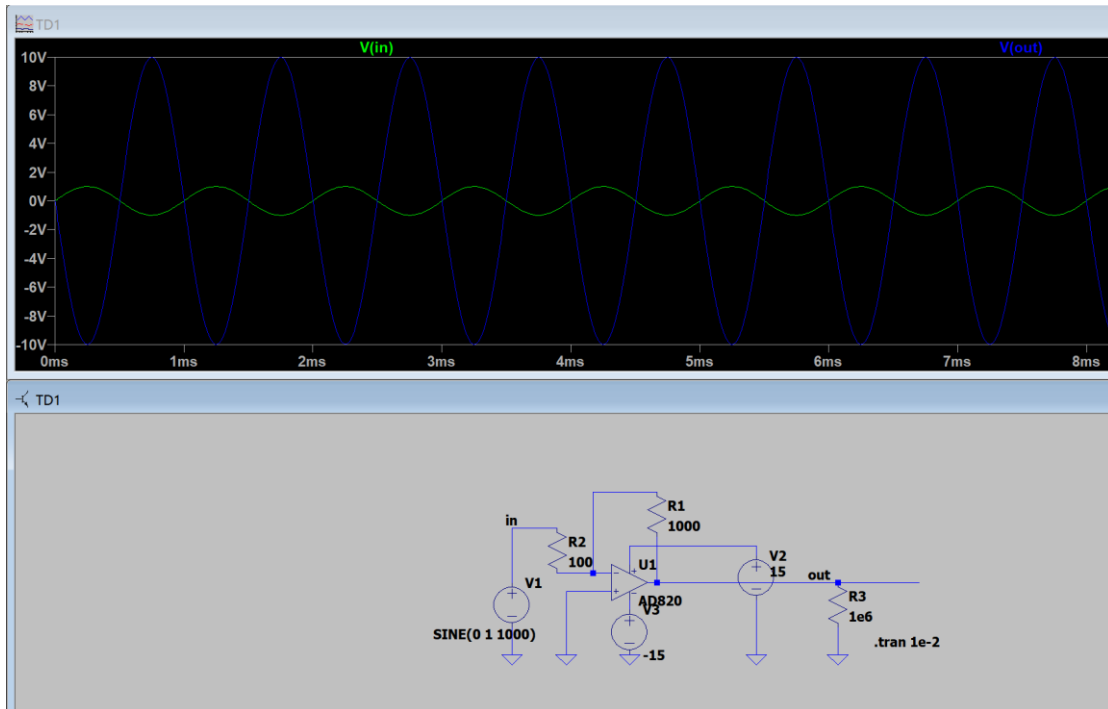 TD1
V(in) V(out)
10V
8V
6V
4V
2V
0V
-2V
-4V
-6V
-8V
-10V
0ms 1ms 2ms 3ms 4ms 5ms 6ms 7ms 8ms
TD1
in
R1
1000
R2
100
V1
SINE(0 1 1000)
U1
AD820
V2
15
V3
-15
out
R3
1e6
.tran 1e-2